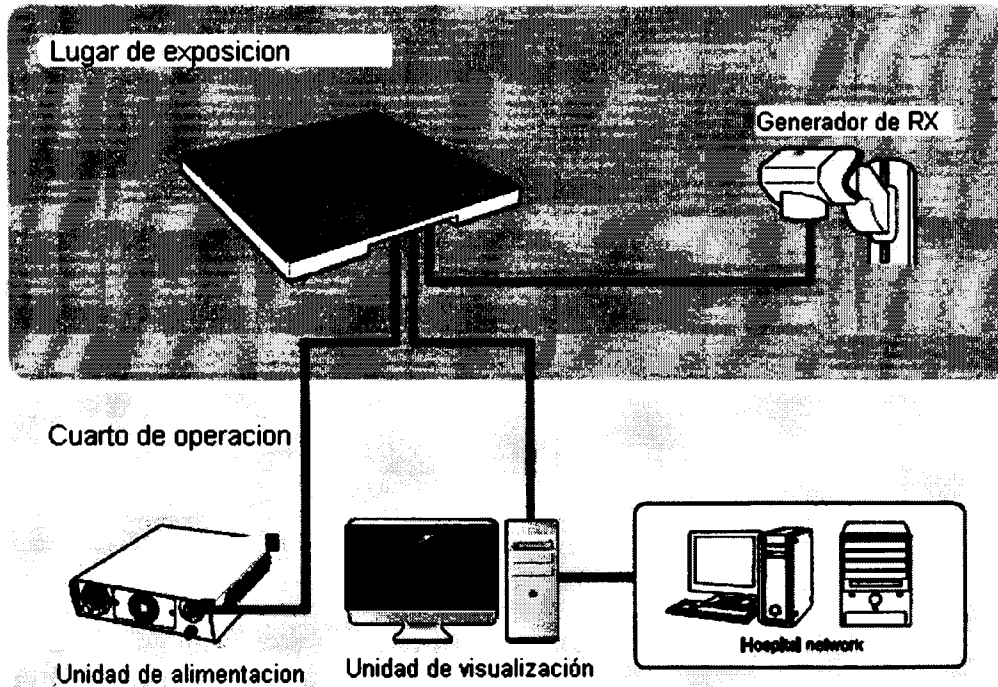 Lugar de exposicion
Generador de RX
Cuarto de operacion
Hospital network
Unidad de alimentacion
Unidad de visualización